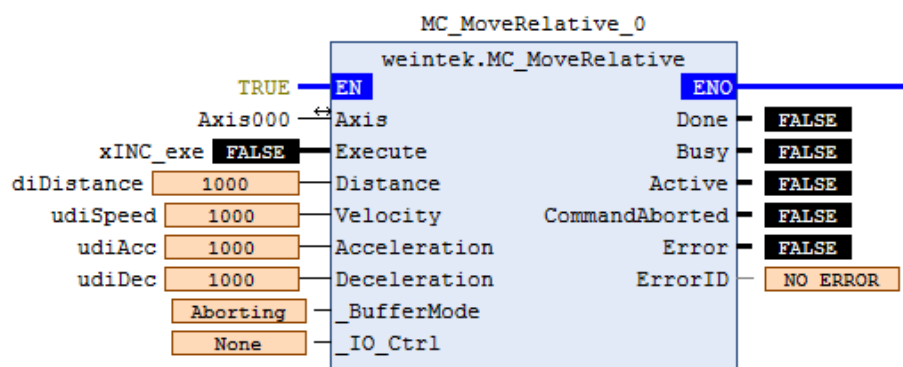 MC_MoveRelative_0
weintek.MC_MoveRelative
TRUE EN ENO
Axis000 Axis Done FALSE
xINC_exe FALSE Execute Busy FALSE
diDistance 1000 Distance Active FALSE
udiSpeed 1000 Velocity CommandAborted FALSE
udiAcc 1000 Acceleration Error FALSE
udiDec 1000 Deceleration ErrorID NO ERROR
Aborting _BufferMode
None _IO_Ctrl